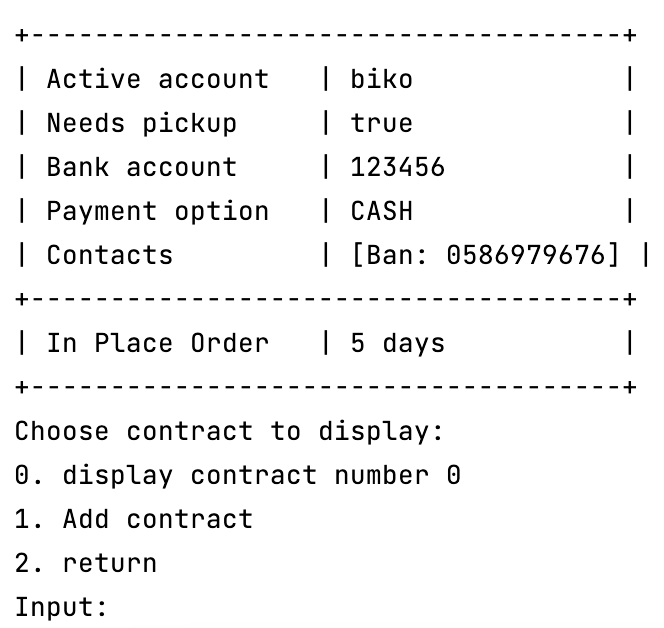 +-------------------------------------+
| Active account   | biko             |
| Needs pickup     | true             |
| Bank account     | 123456           |
| Payment option   | CASH             |
| Contacts         | [Ban: 0586979676] |
+-------------------------------------+
| In Place Order   | 5 days           |
+-------------------------------------+
Choose contract to display:
0. display contract number 0
1. Add contract
2. return
Input: